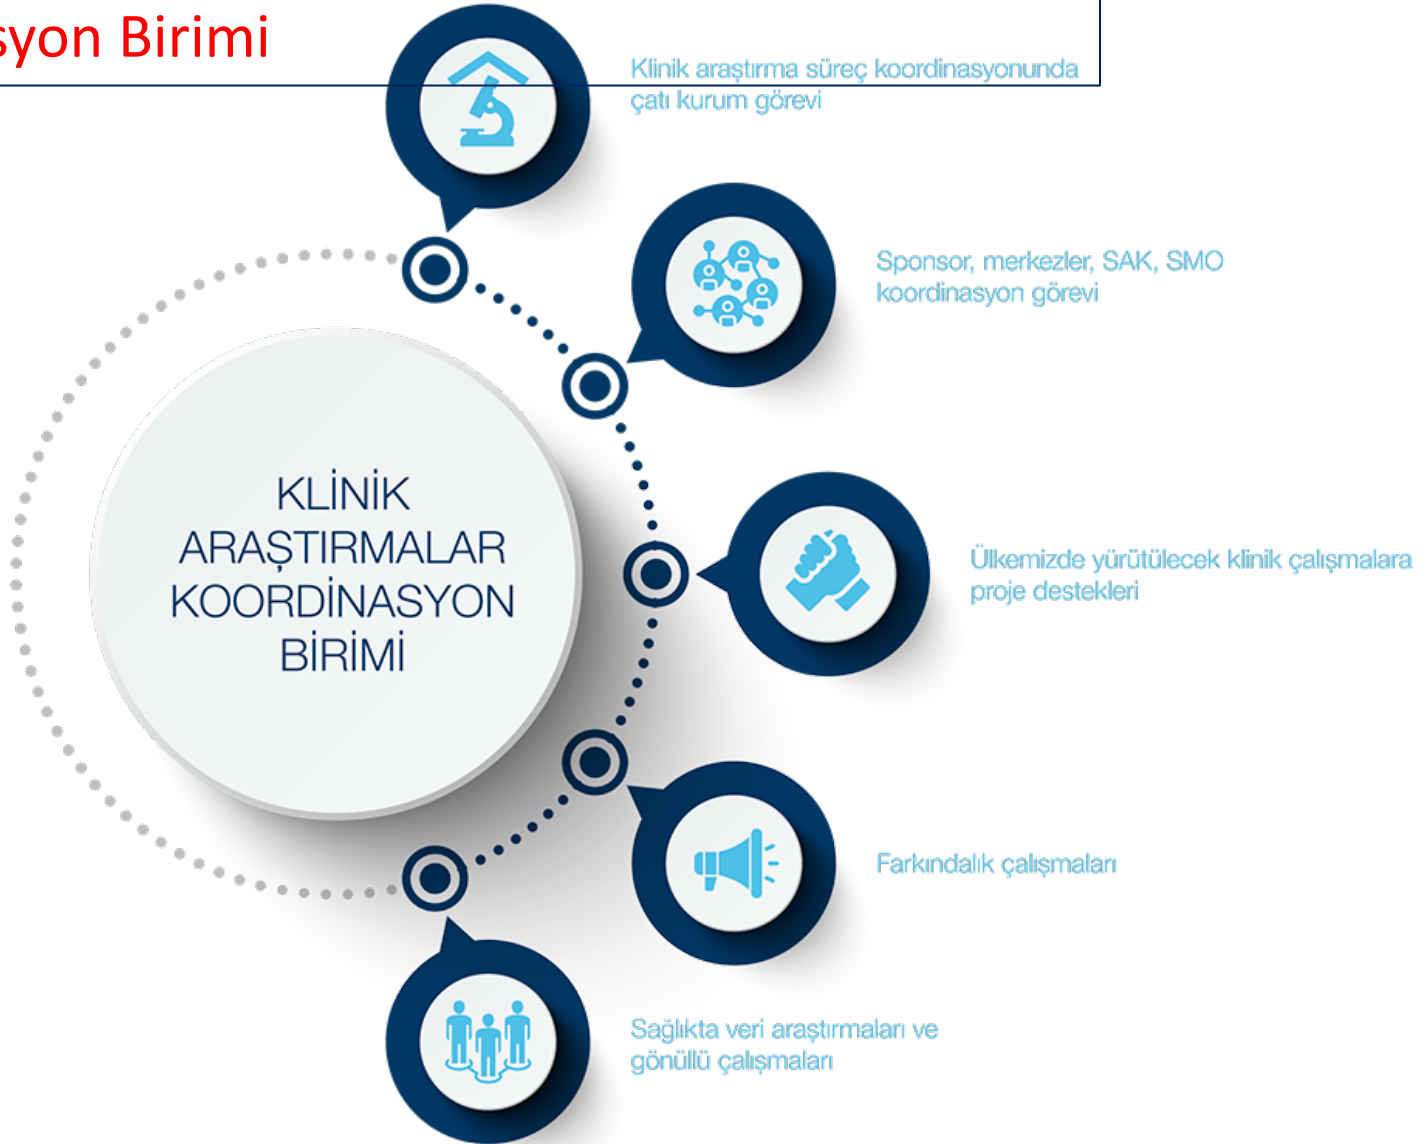 syon Birimi
Klinik araştırma süreç koordinasyonunda
çatı kurum görevi
Sponsor, merkezler, SAK, SMO
koordinasyon görevi
KLİNİK
ARAŞTIRMALAR
KOORDİNASYON
BİRİMİ
Ülkemizde yürütülecek klinik çalışmalara
proje destekleri
Farkındalık çalışmaları
Sağlıkta veri araştırmaları ve
gönüllü çalışmaları